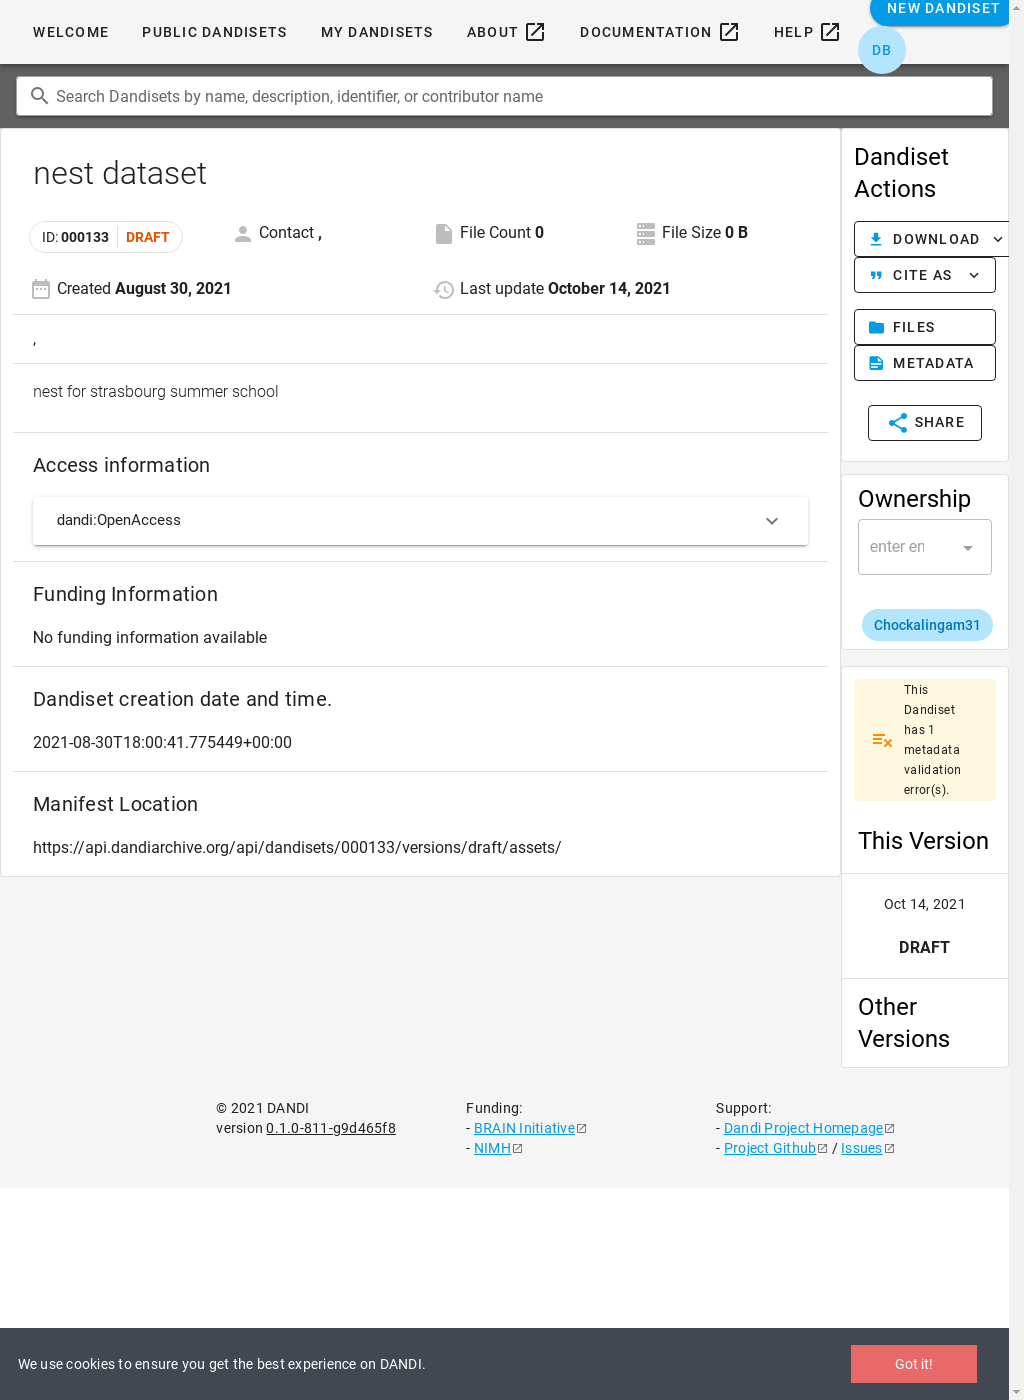 WELCOME PUBLIC DANDISETS MY DANDISETS ABOUT DOCUMENTATION HELP NEW DANDISET
DB
Search Dandisets by name, description, identifier, or contributor name
nest dataset
ID: 000133 DRAFT Contact , File Count 0 File Size 0 B
Created August 30, 2021 Last update October 14, 2021
,
nest for strasbourg summer school
Access information
dandi:OpenAccess
Funding Information
No funding information available
Dandiset creation date and time.
2021-08-30T18:00:41.775449+00:00
Manifest Location
https://api.dandiarchive.org/api/dandisets/000133/versions/draft/assets/
Dandiset
Actions
DOWNLOAD
CITE AS
FILES
METADATA
SHARE
Ownership
enter en
Chockalingam31
This
Dandiset
has 1
metadata
validation
error(s).
This Version
Oct 14, 2021
DRAFT
Other
Versions
© 2021 DANDI
version 0.1.0-811-g9d465f8
Funding:
- BRAIN Initiative
- NIMH
Support:
- Dandi Project Homepage
- Project Github / Issues
We use cookies to ensure you get the best experience on DANDI.
Got it!